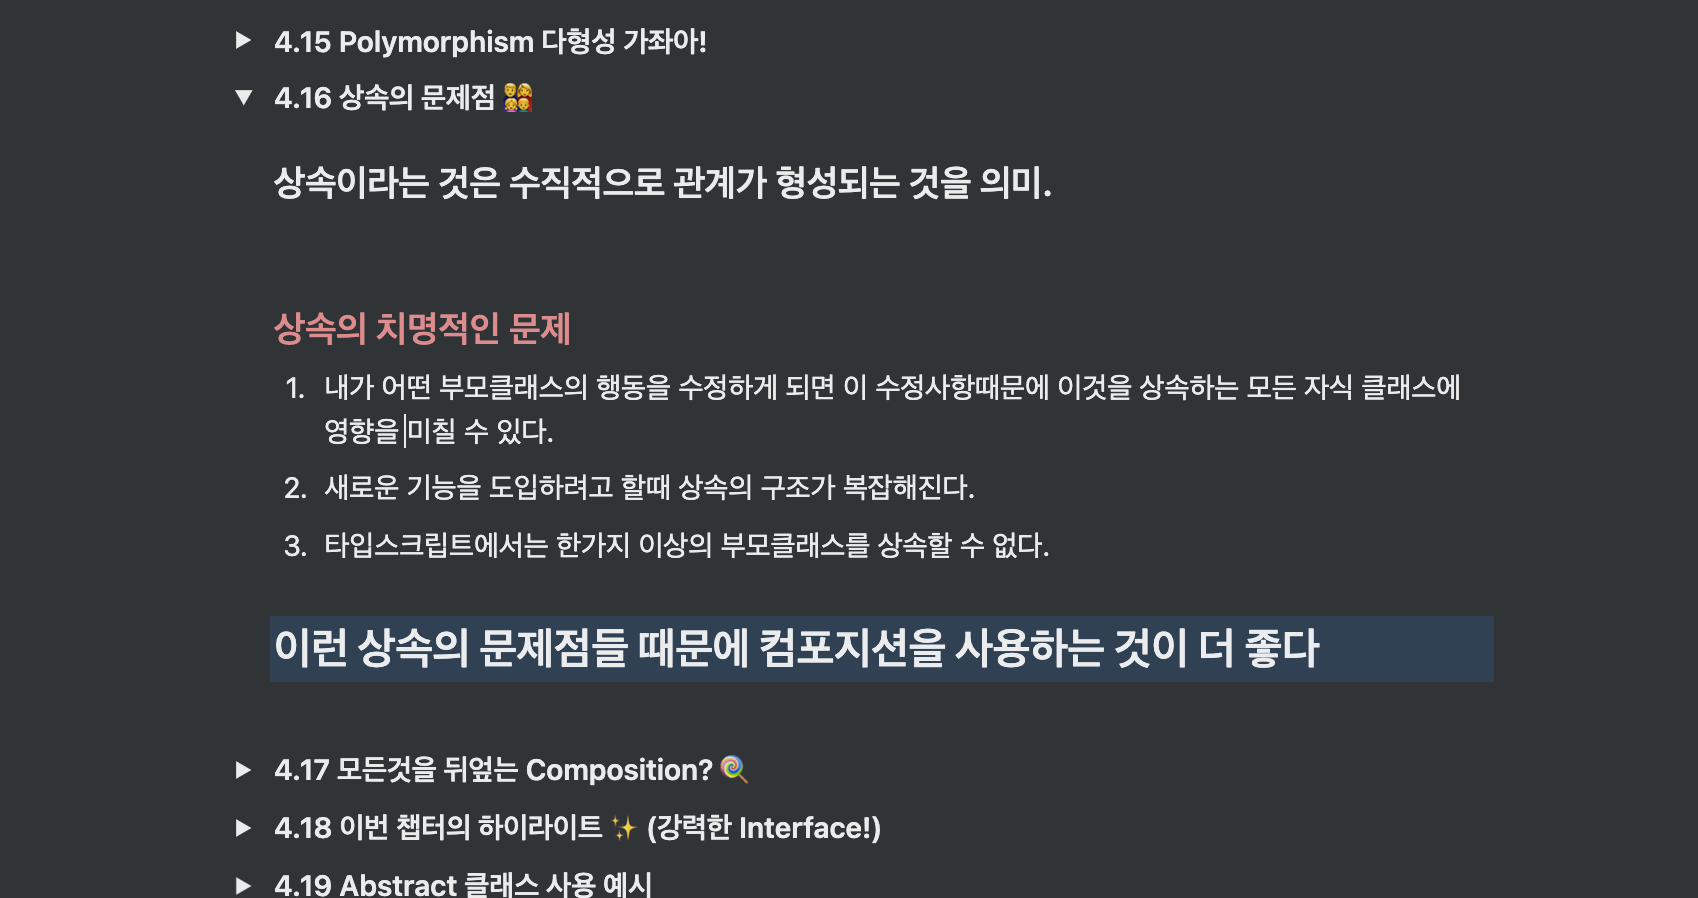 ▶ 4.15 Polymorphism 다형성 가좌아!
▼ 4.16 상속의 문제점 👨‍👩‍👧‍👦
상속이라는 것은 수직적으로 관계가 형성되는 것을 의미.
상속의 치명적인 문제
1. 내가 어떤 부모클래스의 행동을 수정하게 되면 이 수정사항때문에 이것을 상속하는 모든 자식 클래스에
영향을 미칠 수 있다.
2. 새로운 기능을 도입하려고 할때 상속의 구조가 복잡해진다.
3. 타입스크립트에서는 한가지 이상의 부모클래스를 상속할 수 없다.
이런 상속의 문제점들 때문에 컴포지션을 사용하는 것이 더 좋다
▶ 4.17 모든것을 뒤엎는 Composition? 🍭
▶ 4.18 이번 챕터의 하이라이트 ✨ (강력한 Interface!)
▶ 4.19 Abstract 클래스 사용 예시